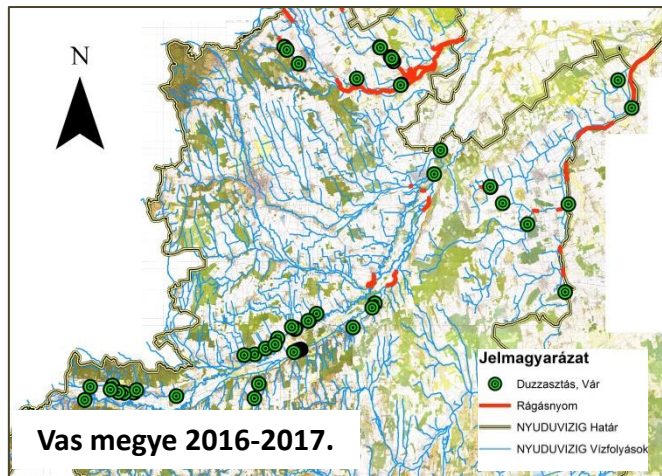 N
Jelmagyarázat
Duzzasztás, Vár
Rágásnyom
NYUDUVIZIG Határ
NYUDUVIZIG Vízfolyások
Vas megye 2016-2017.